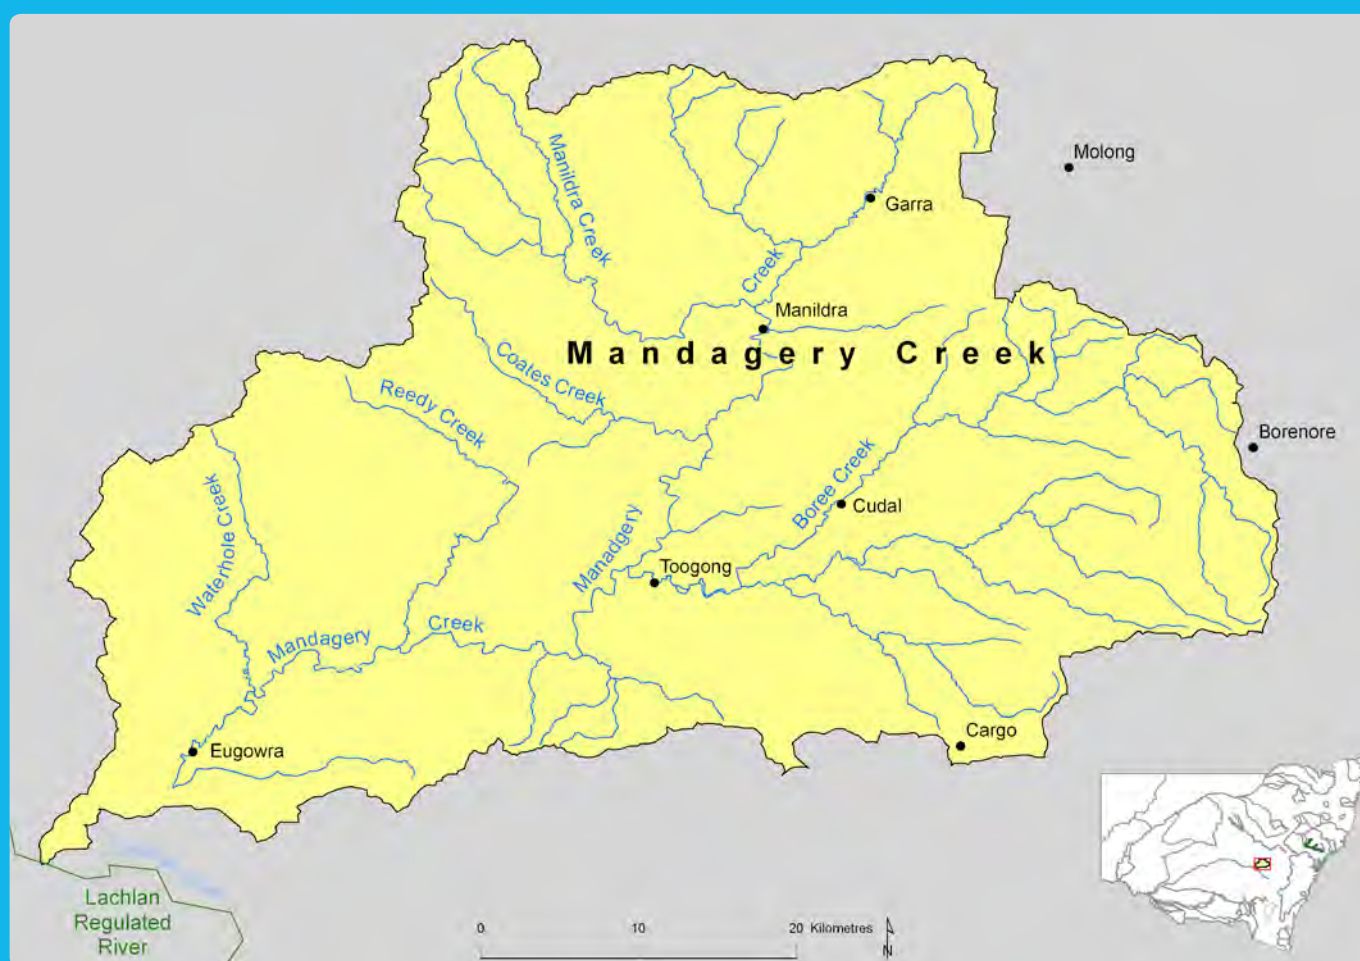 Molong
Garra
Manildra Creek
Creek
Manildra
Mandagery Creek
Coates Creek
Reedy Creek
Borenore
Boree Creek
Waterhole Creek
Cudal
Manadgery
Toogong
Mandagery
Creek
Cargo
Eugowra
Lachlan
Regulated
River
0 10 20 Kilometres
N